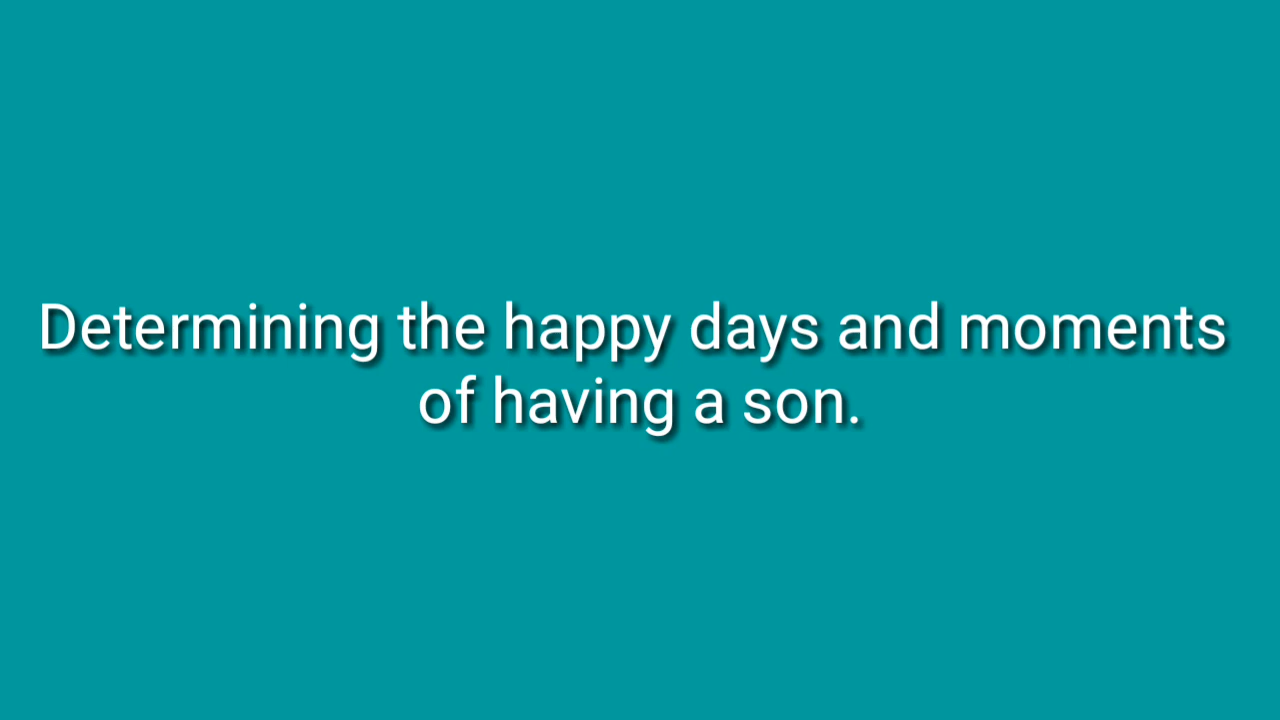 Determining the happy days and moments
of having a son.